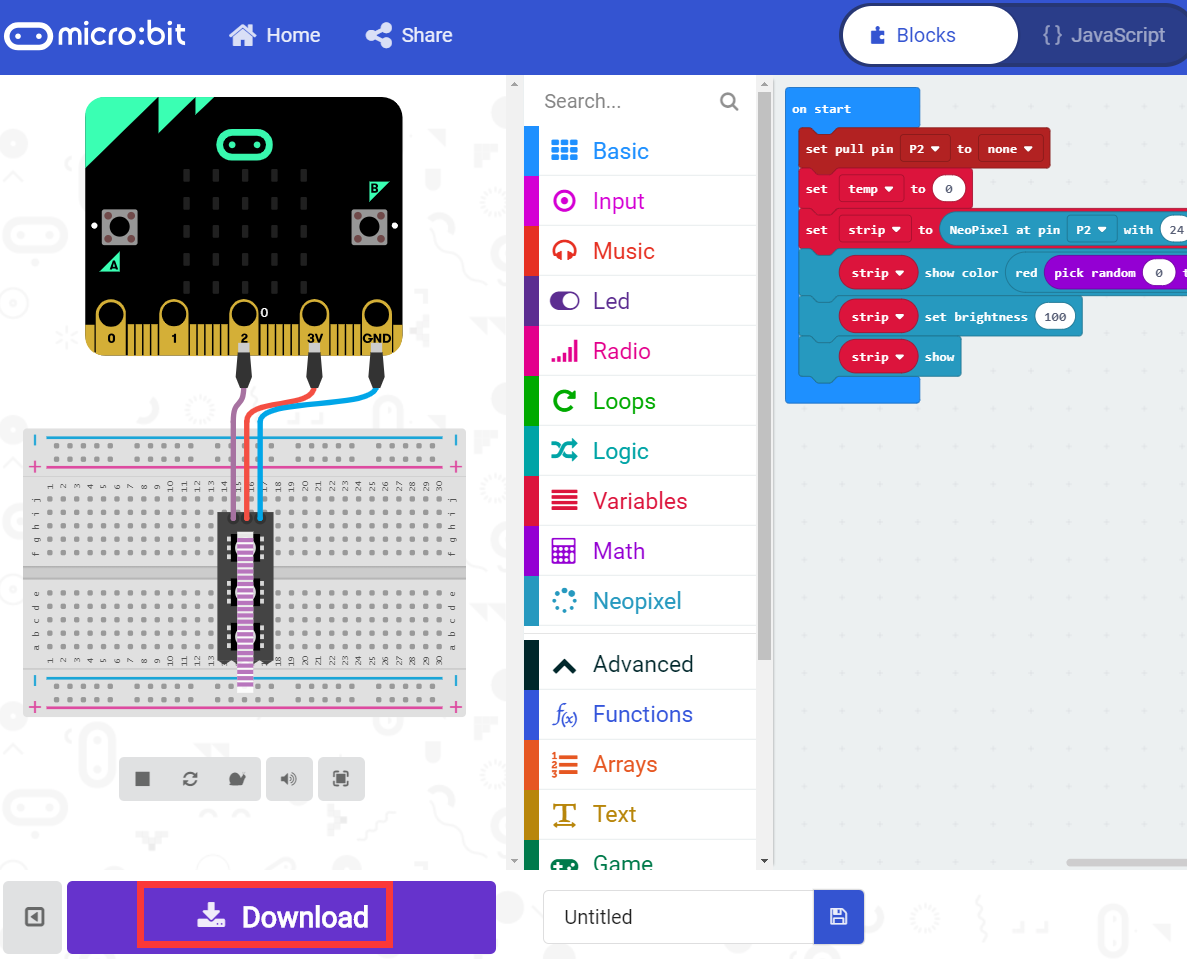 micro:bit Home Share Blocks { } JavaScript
B
A
0 1 2 3V GND
0
Search...
Basic
Input
Music
Led
Radio
Loops
Logic
Variables
Math
Neopixel
Advanced
Functions
Arrays
Text
Game
on start
set pull pin P2 to none
set temp to 0
set strip to NeoPixel at pin P2 with 24
strip show color red pick random 0 t
strip set brightness 100
strip show
Download
Untitled